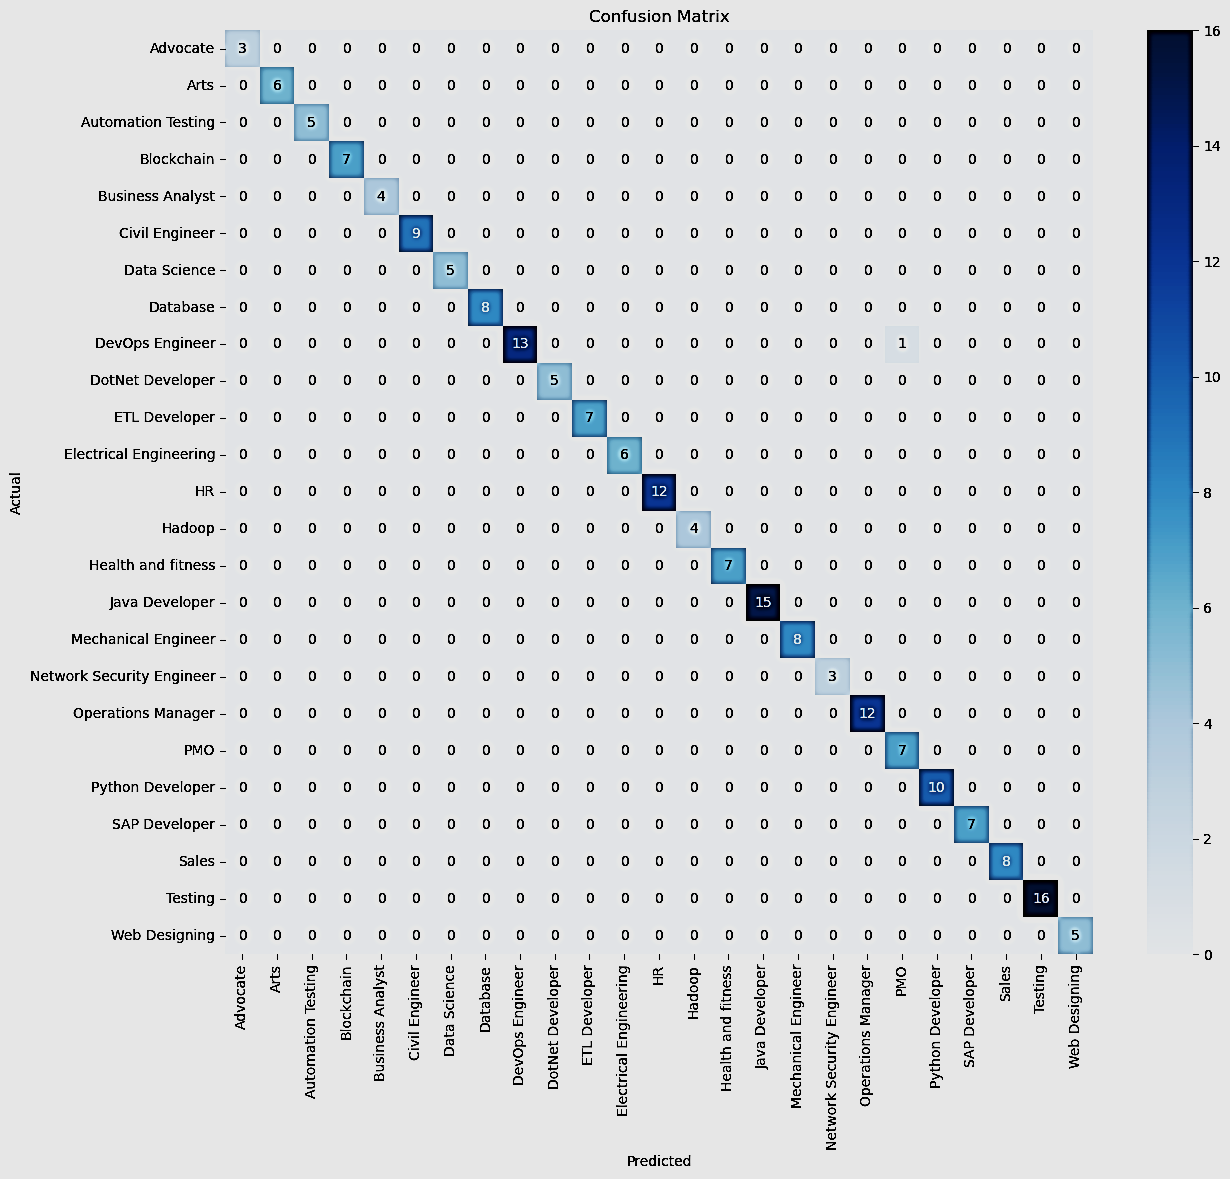 Confusion Matrix
Advocate 3 0 0 0 0 0 0 0 0 0 0 0 0 0 0 0 0 0 0 0 0 0 0 0 0
Arts 0 6 0 0 0 0 0 0 0 0 0 0 0 0 0 0 0 0 0 0 0 0 0 0 0
Automation Testing 0 0 5 0 0 0 0 0 0 0 0 0 0 0 0 0 0 0 0 0 0 0 0 0 0
Blockchain 0 0 0 7 0 0 0 0 0 0 0 0 0 0 0 0 0 0 0 0 0 0 0 0 0
Business Analyst 0 0 0 0 4 0 0 0 0 0 0 0 0 0 0 0 0 0 0 0 0 0 0 0 0
Civil Engineer 0 0 0 0 0 9 0 0 0 0 0 0 0 0 0 0 0 0 0 0 0 0 0 0 0
Data Science 0 0 0 0 0 0 5 0 0 0 0 0 0 0 0 0 0 0 0 0 0 0 0 0 0
Database 0 0 0 0 0 0 0 8 0 0 0 0 0 0 0 0 0 0 0 0 0 0 0 0 0
DevOps Engineer 0 0 0 0 0 0 0 0 13 0 0 0 0 0 0 0 0 0 0 1 0 0 0 0 0
DotNet Developer 0 0 0 0 0 0 0 0 0 5 0 0 0 0 0 0 0 0 0 0 0 0 0 0 0
ETL Developer 0 0 0 0 0 0 0 0 0 0 7 0 0 0 0 0 0 0 0 0 0 0 0 0 0
Electrical Engineering 0 0 0 0 0 0 0 0 0 0 0 6 0 0 0 0 0 0 0 0 0 0 0 0 0
HR 0 0 0 0 0 0 0 0 0 0 0 0 12 0 0 0 0 0 0 0 0 0 0 0 0
Hadoop 0 0 0 0 0 0 0 0 0 0 0 0 0 4 0 0 0 0 0 0 0 0 0 0 0
Health and fitness 0 0 0 0 0 0 0 0 0 0 0 0 0 0 7 0 0 0 0 0 0 0 0 0 0
Java Developer 0 0 0 0 0 0 0 0 0 0 0 0 0 0 0 15 0 0 0 0 0 0 0 0 0
Mechanical Engineer 0 0 0 0 0 0 0 0 0 0 0 0 0 0 0 0 8 0 0 0 0 0 0 0 0
Network Security Engineer 0 0 0 0 0 0 0 0 0 0 0 0 0 0 0 0 0 3 0 0 0 0 0 0 0
Operations Manager 0 0 0 0 0 0 0 0 0 0 0 0 0 0 0 0 0 0 12 0 0 0 0 0 0
PMO 0 0 0 0 0 0 0 0 0 0 0 0 0 0 0 0 0 0 0 7 0 0 0 0 0
Python Developer 0 0 0 0 0 0 0 0 0 0 0 0 0 0 0 0 0 0 0 0 10 0 0 0 0
SAP Developer 0 0 0 0 0 0 0 0 0 0 0 0 0 0 0 0 0 0 0 0 0 7 0 0 0
Sales 0 0 0 0 0 0 0 0 0 0 0 0 0 0 0 0 0 0 0 0 0 0 8 0 0
Testing 0 0 0 0 0 0 0 0 0 0 0 0 0 0 0 0 0 0 0 0 0 0 0 16 0
Web Designing 0 0 0 0 0 0 0 0 0 0 0 0 0 0 0 0 0 0 0 0 0 0 0 0 5
Actual
Advocate
Arts
Automation Testing
Blockchain
Business Analyst
Civil Engineer
Data Science
Database
DevOps Engineer
DotNet Developer
ETL Developer
Electrical Engineering
HR
Hadoop
Health and fitness
Java Developer
Mechanical Engineer
Network Security Engineer
Operations Manager
PMO
Python Developer
SAP Developer
Sales
Testing
Web Designing
Predicted
16
14
12
10
8
6
4
2
0